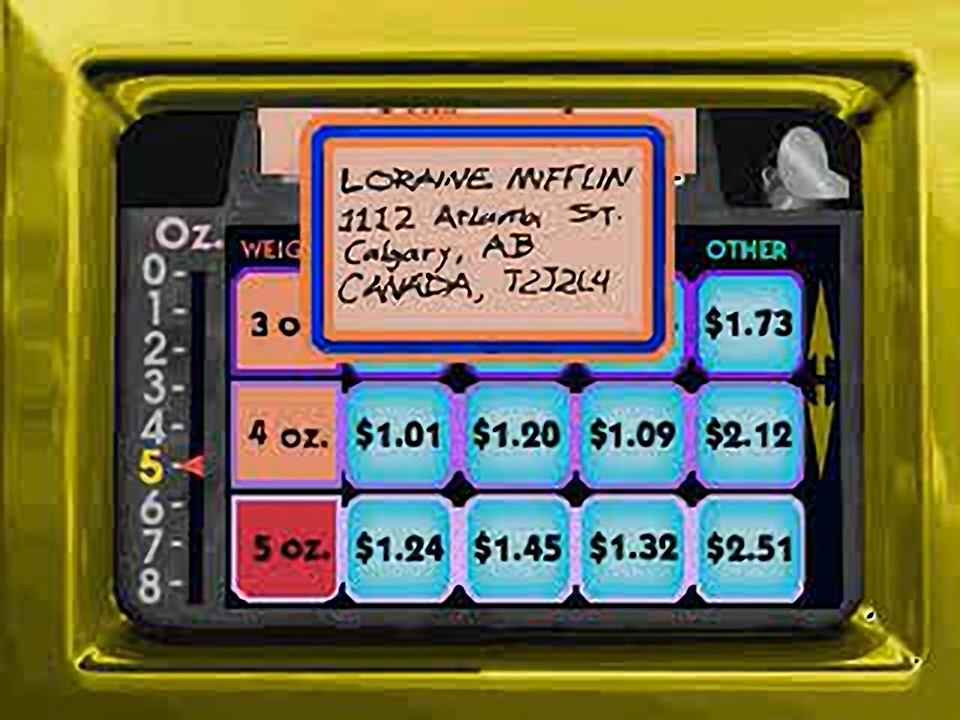 LORAINE MIFFLIN
1112 Atlanta ST.
Calgary, AB
CANADA, T2J2L4
Oz.
0
1
2
3
4
5
6
7
8
OTHER
$1.73
4 oz. $1.01 $1.20 $1.09 $2.12
5 oz. $1.24 $1.45 $1.32 $2.51